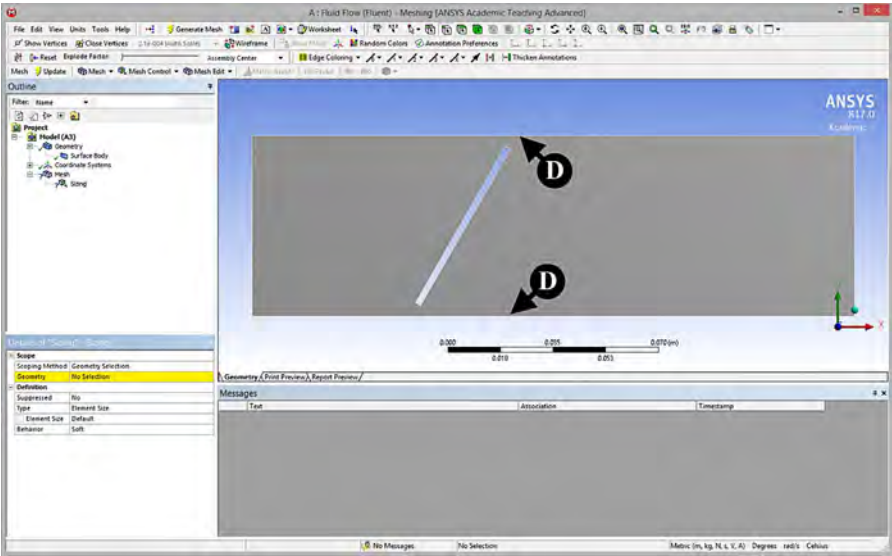 A : Fluid Flow (Fluent) - Meshing [ANSYS Academic Teaching Advanced]
File Edit View Units Tools Help Generate Mesh Worksheet
Show Vertices Close Vertices Wireframe Random Colors Annotation Preferences
Reset Explode Factor: Assembly Center Edge Coloring Thicken Annotations
Mesh Update Mesh Mesh Control Mesh Edit
Outline
Filter: Name
Project
Model (A3)
Geometry
Surface Body
Coordinate Systems
Mesh
Sizing
ANSYS
R17.0
D
D
Y
X
0.000 0.035 0.070 (m)
0.018 0.053
Scope
Scoping Method Geometry Selection
Geometry No Selection
Definition
Suppressed No
Type Element Size
Element Size Default
Behavior Soft
Geometry Print Preview Report Preview
Messages
Text Association Timestamp
No Messages No Selection Metric (m, kg, N, s, V, A) Degrees rad/s Celsius